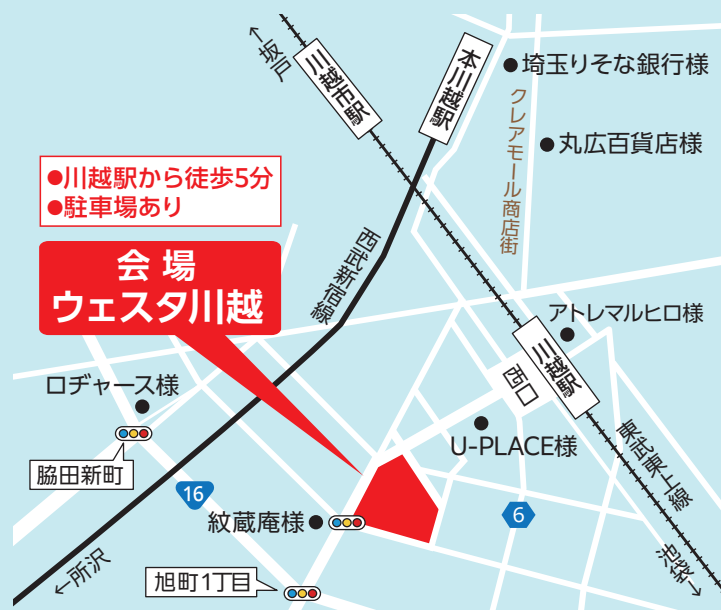 ←坂戸
川越市駅
本川越駅
埼玉りそな銀行様
クレアモール商店街
丸広百貨店様
●川越駅から徒歩5分
●駐車場あり
会場
ウェスタ川越
西武新宿線
アトレマルヒロ様
川越駅
西口
ロヂャース様
U-PLACE様
脇田新町
東武東上線
16
紋蔵庵様
6
←所沢
旭町1丁目
池袋→